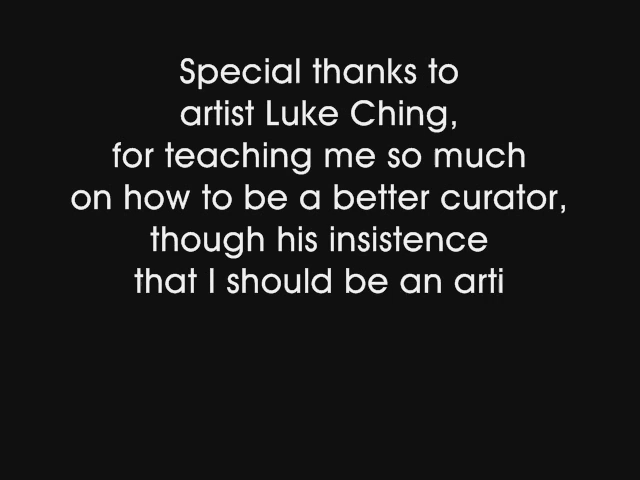 Special thanks to
artist Luke Ching,
for teaching me so much
on how to be a better curator,
though his insistence
that I should be an arti